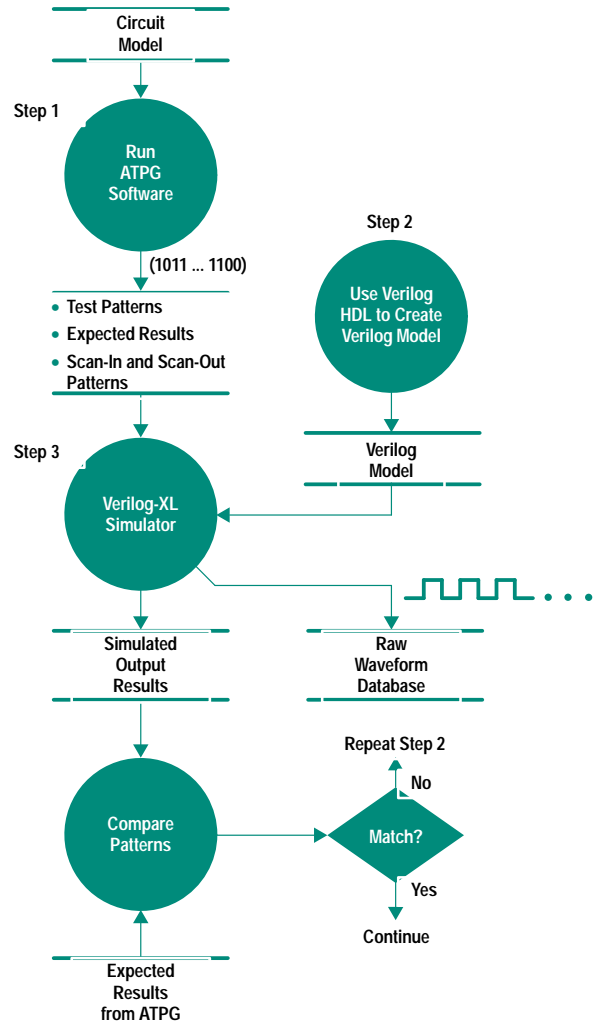 Circuit
Model
Step 1
Run
ATPG
Software
(1011 ... 1100)
• Test Patterns
• Expected Results
• Scan-In and Scan-Out
Patterns
Step 2
Use Verilog
HDL to Create
Verilog Model
Verilog
Model
Step 3
Verilog-XL
Simulator
Simulated
Output
Results
Raw
Waveform
Database
Compare
Patterns
Repeat Step 2
No
Match?
Yes
Continue
Expected
Results
from ATPG